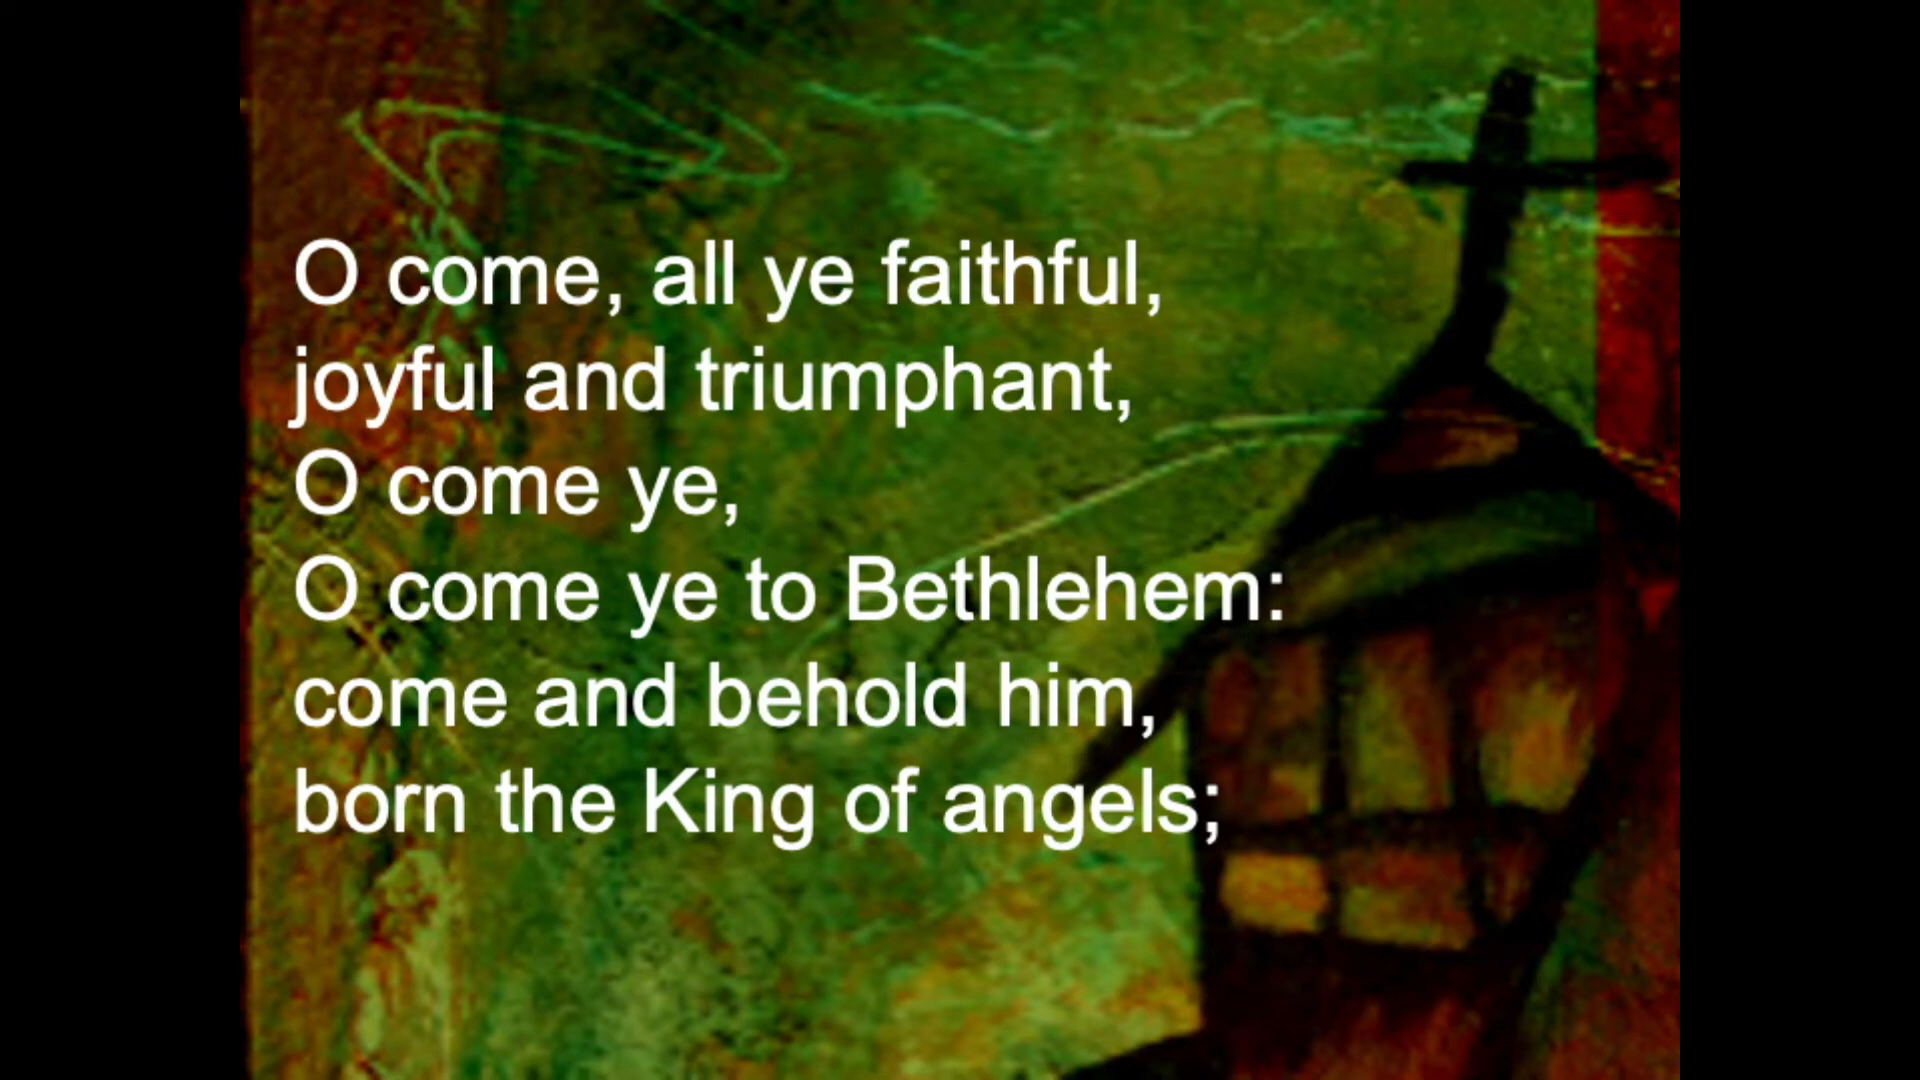 O come, all ye faithful,
joyful and triumphant,
O come ye,
O come ye to Bethlehem:
come and behold him,
born the King of angels;